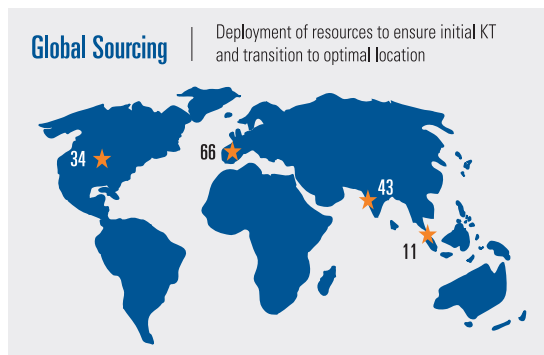 Global Sourcing
Deployment of resources to ensure initial KT
and transition to optimal location
34
66
43
11